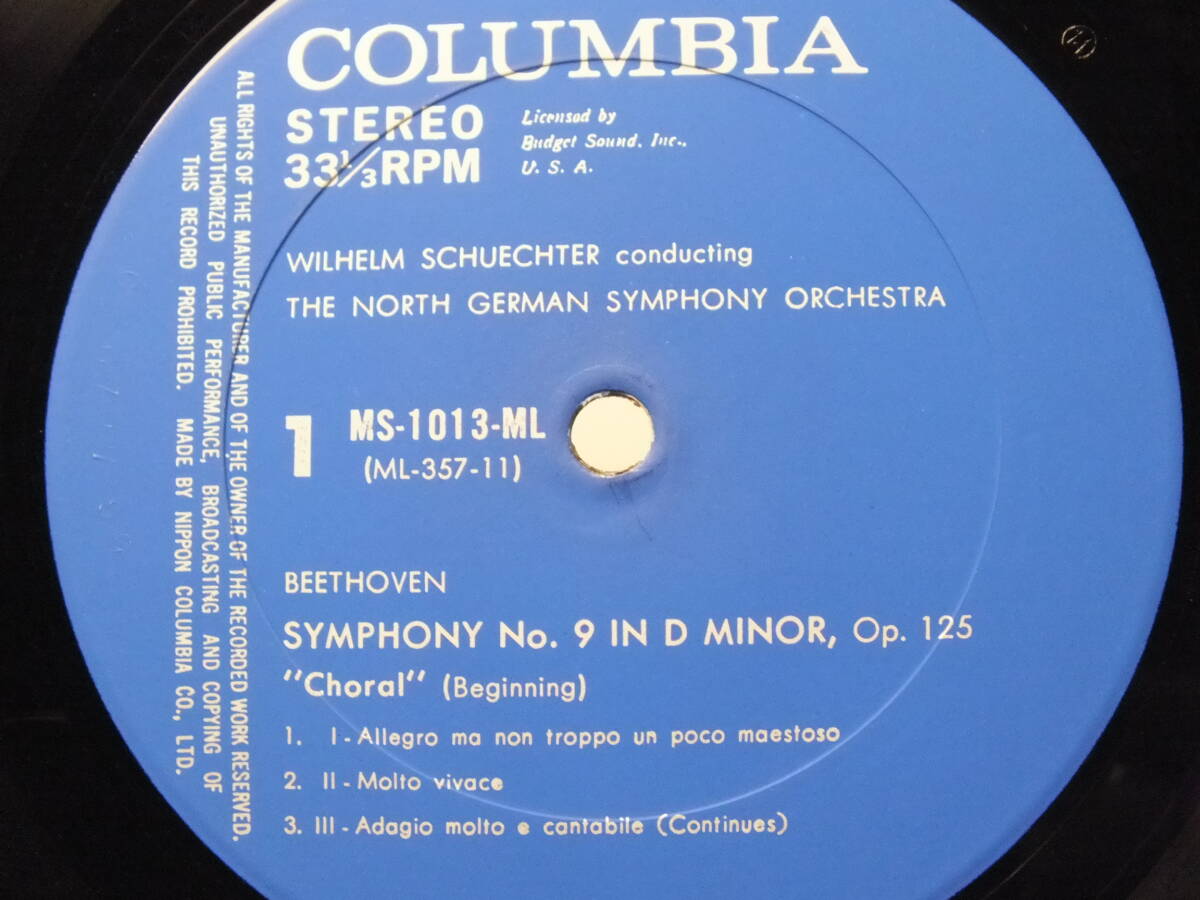 COLUMBIA
STEREO
33 1/3 RPM
Licensed by
Budget Sound, Inc.,
U. S. A.
WILHELM SCHUECHTER conducting
THE NORTH GERMAN SYMPHONY ORCHESTRA
1
MS-1013-ML
(ML-357-11)
BEETHOVEN
SYMPHONY No. 9 IN D MINOR, Op. 125
"Choral" (Beginning)
1. I - Allegro ma non troppo un poco maestoso
2. II - Molto vivace
3. III - Adagio molto e cantabile (Continues)
ALL RIGHTS OF THE MANUFACTURER AND OF THE OWNER OF THE RECORDED WORK RESERVED.
UNAUTHORIZED PUBLIC PERFORMANCE, BROADCASTING AND COPYING OF
THIS RECORD PROHIBITED. MADE BY NIPPON COLUMBIA CO., LTD.